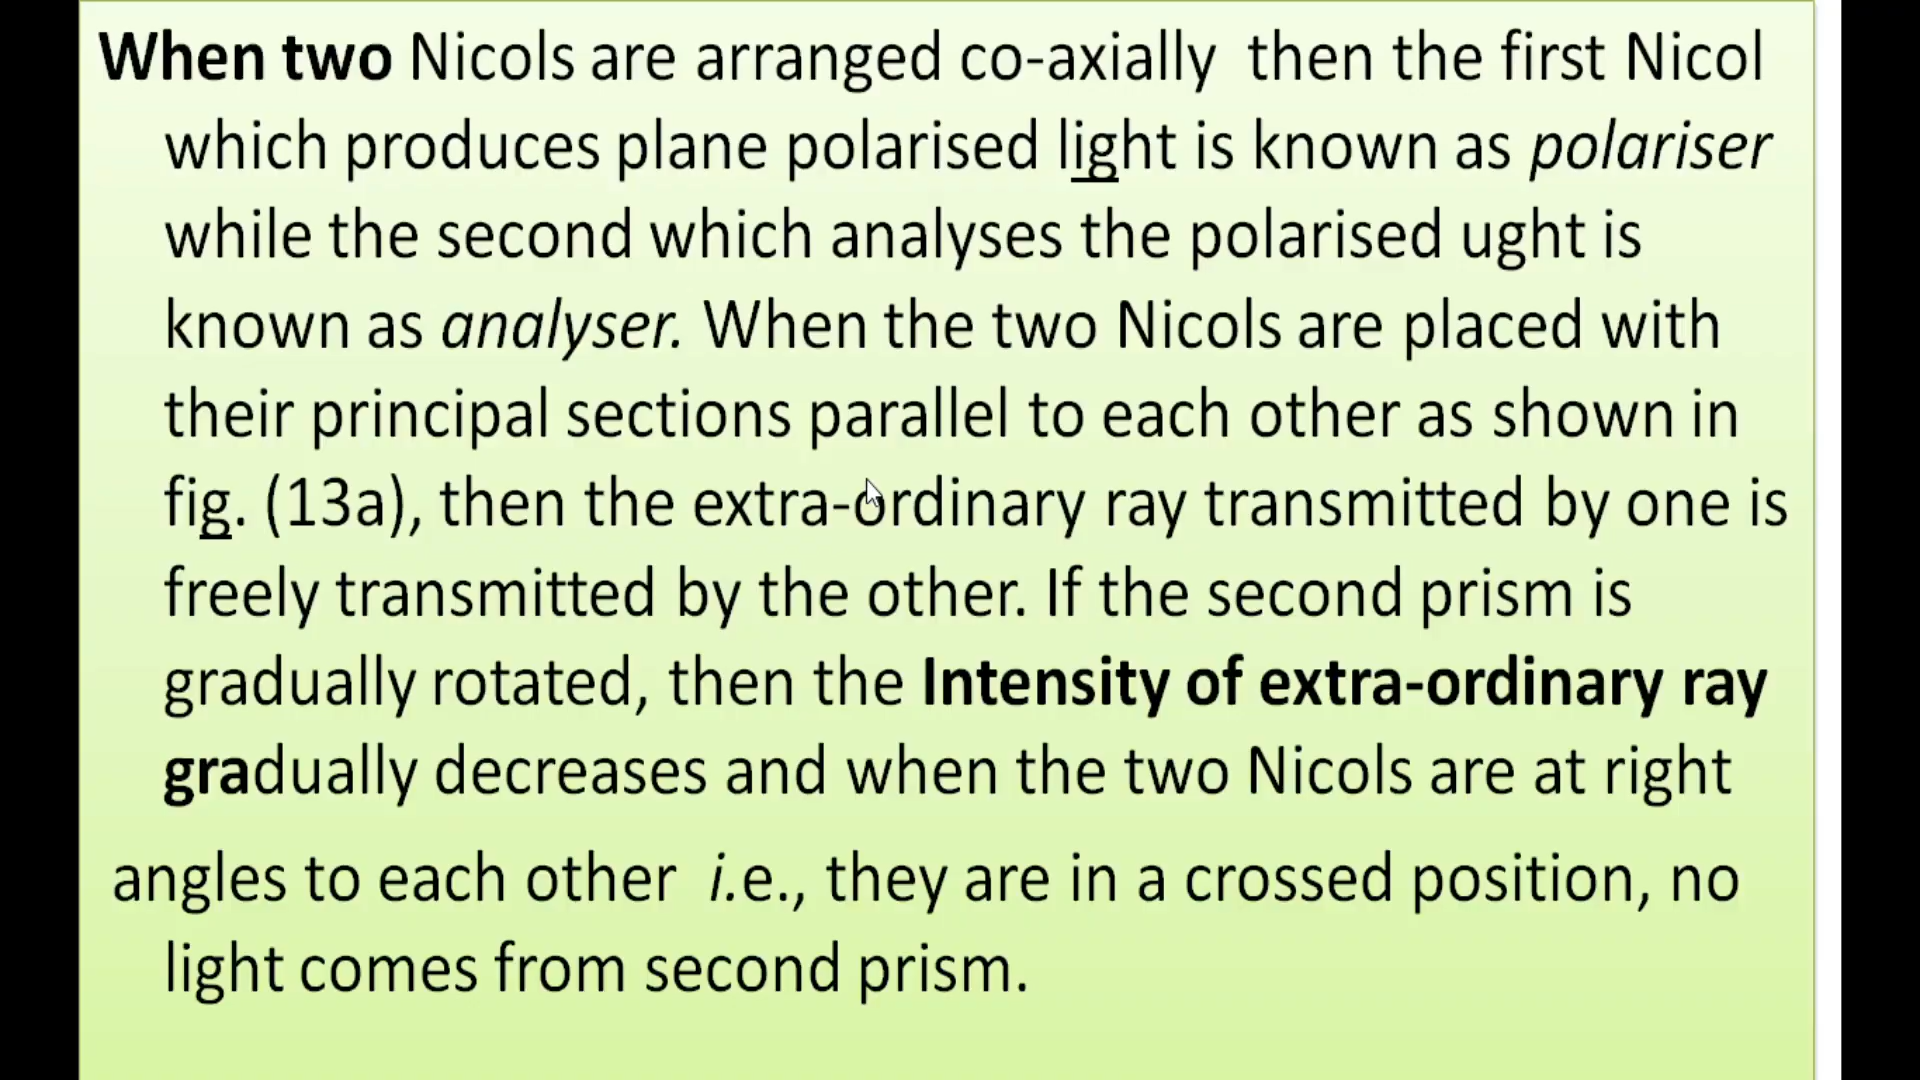 When two Nicols are arranged co-axially then the first Nicol
which produces plane polarised light is known as polariser
while the second which analyses the polarised ught is
known as analyser. When the two Nicols are placed with
their principal sections parallel to each other as shown in
fig. (13a), then the extra-ordinary ray transmitted by one is
freely transmitted by the other. If the second prism is
gradually rotated, then the Intensity of extra-ordinary ray
gradually decreases and when the two Nicols are at right
angles to each other i.e., they are in a crossed position, no
light comes from second prism.